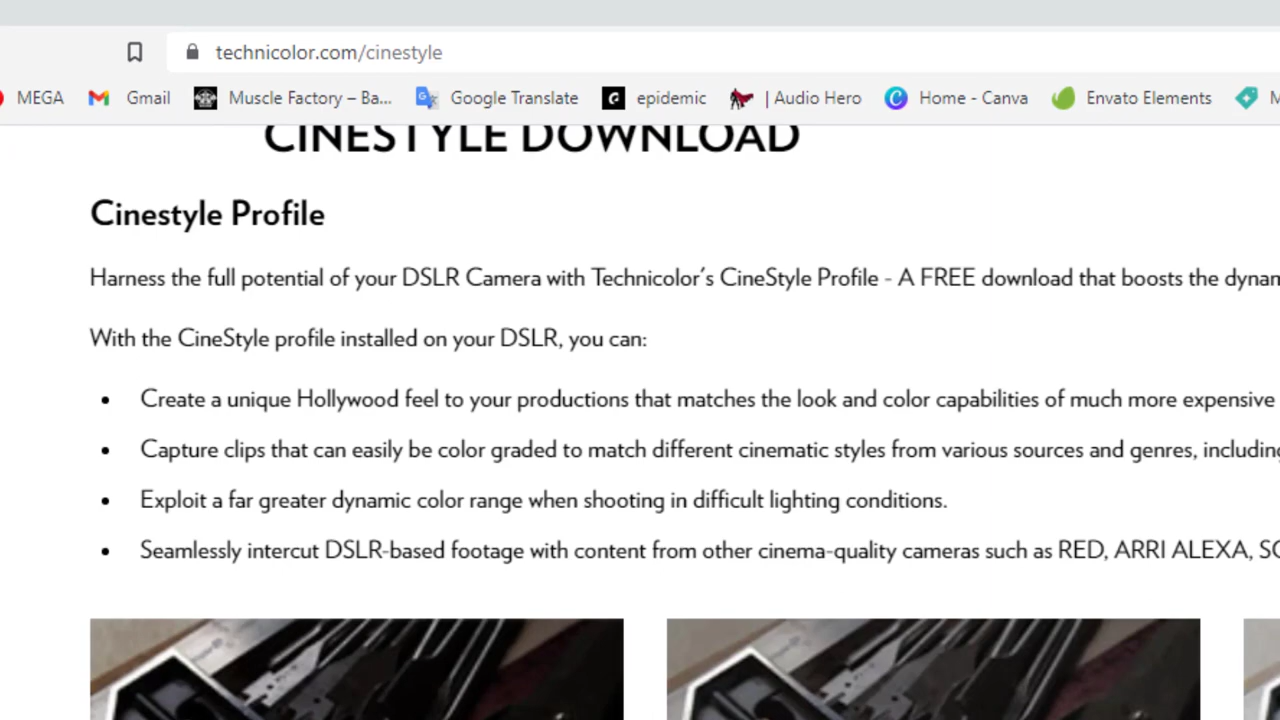 technicolor.com/cinestyle
MEGA Gmail Muscle Factory – Ba... Google Translate epidemic | Audio Hero Home - Canva Envato Elements
CINESTYLE DOWNLOAD
Cinestyle Profile
Harness the full potential of your DSLR Camera with Technicolor's CineStyle Profile - A FREE download that boosts the
With the CineStyle profile installed on your DSLR, you can:
• Create a unique Hollywood feel to your productions that matches the look and color capabilities of much more expensive
• Capture clips that can easily be color graded to match different cinematic styles from various sources and genres, including
• Exploit a far greater dynamic color range when shooting in difficult lighting conditions.
• Seamlessly intercut DSLR-based footage with content from other cinema-quality cameras such as RED, ARRI ALEXA,